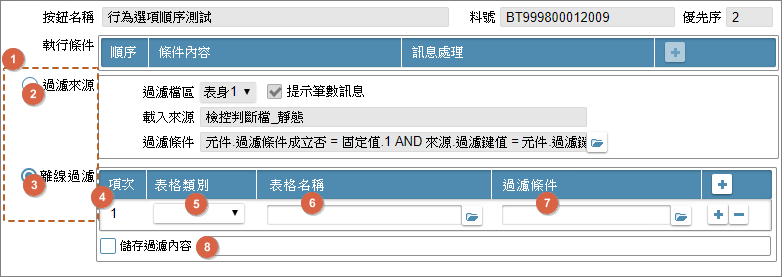 按鈕名稱 行為選項順序測試 料號 BT999800012009 優先序 2
執行條件 順序 條件內容 訊息處理
1
過濾來源 過濾檔區 表身1 提示筆數訊息
2
載入來源 檢控判斷檔_靜態
過濾條件 元件.過濾條件成立否 = 固定值.1 AND 來源.過濾鍵值 = 元件.過濾鍵
離線過濾 項次 表格類別 表格名稱 過濾條件
3 4 5 6 7
1
儲存過濾內容 8